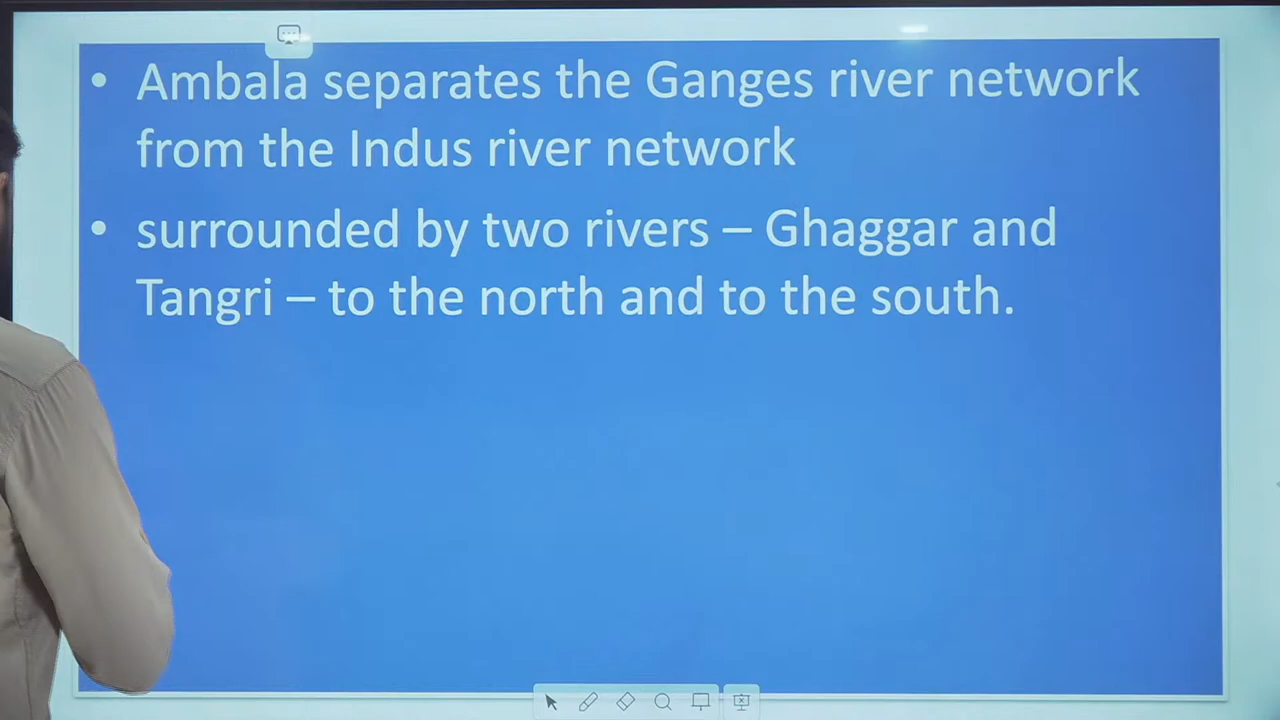 • Ambala separates the Ganges river network
from the Indus river network
• surrounded by two rivers – Ghaggar and
Tangri – to the north and to the south.